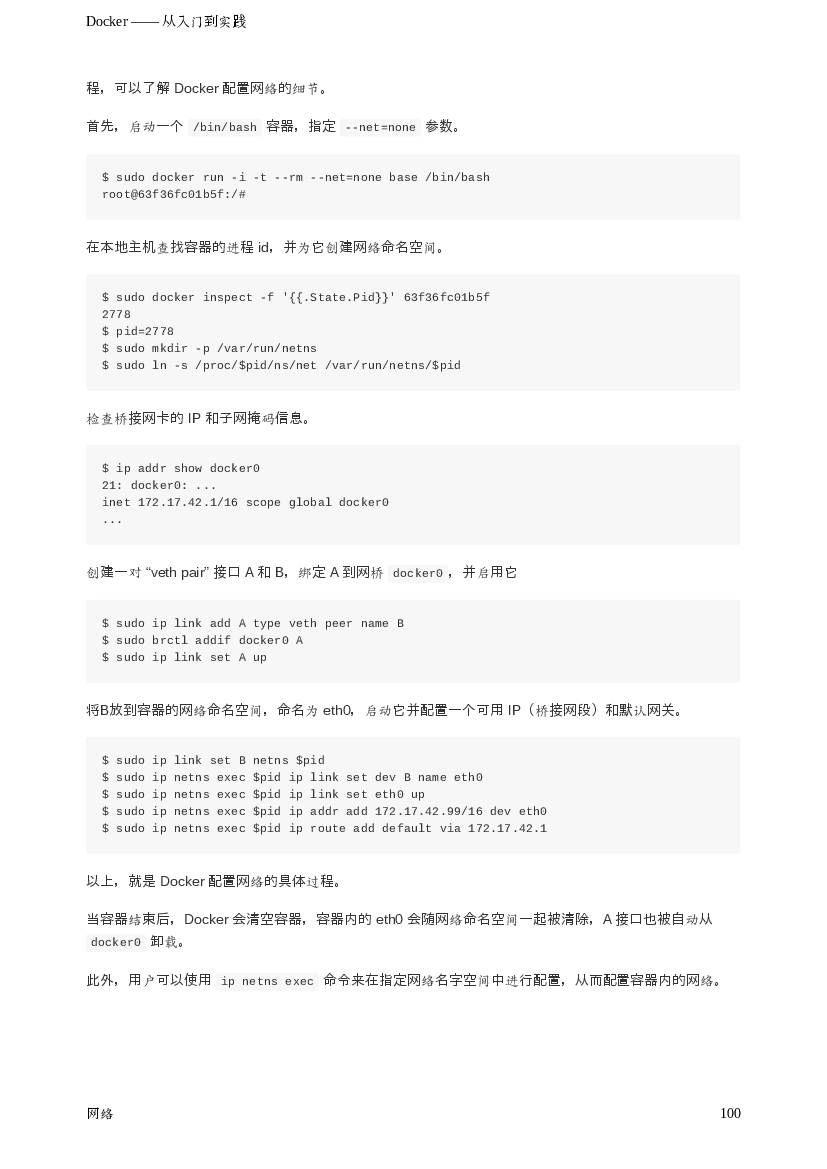 Docker —— 从入门到实践
程，可以了解 Docker 配置网络的细节。
首先，启动一个 /bin/bash 容器，指定 --net=none 参数。
$ sudo docker run -i -t --rm --net=none base /bin/bash
root@63f36fc01b5f:/#
在本地主机查找容器的进程 id，并为它创建网络命名空间。
$ sudo docker inspect -f '{{.State.Pid}}' 63f36fc01b5f
2778
$ pid=2778
$ sudo mkdir -p /var/run/netns
$ sudo ln -s /proc/$pid/ns/net /var/run/netns/$pid
检查桥接网卡的 IP 和子网掩码信息。
$ ip addr show docker0
21: docker0: ...
inet 172.17.42.1/16 scope global docker0
...
创建一对 “veth pair” 接口 A 和 B，绑定 A 到网桥 docker0 ，并启用它
$ sudo ip link add A type veth peer name B
$ sudo brctl addif docker0 A
$ sudo ip link set A up
将B放到容器的网络命名空间，命名为 eth0，启动它并配置一个可用 IP（桥接网段）和默认网关。
$ sudo ip link set B netns $pid
$ sudo ip netns exec $pid ip link set dev B name eth0
$ sudo ip netns exec $pid ip link set eth0 up
$ sudo ip netns exec $pid ip addr add 172.17.42.99/16 dev eth0
$ sudo ip netns exec $pid ip route add default via 172.17.42.1
以上，就是 Docker 配置网络的具体过程。
当容器结束后，Docker 会清空容器，容器内的 eth0 会随网络命名空间一起被清除，A 接口也被自动从
docker0 卸载。
此外，用户可以使用 ip netns exec 命令来在指定网络名字空间中进行配置，从而配置容器内的网络。
网络
100